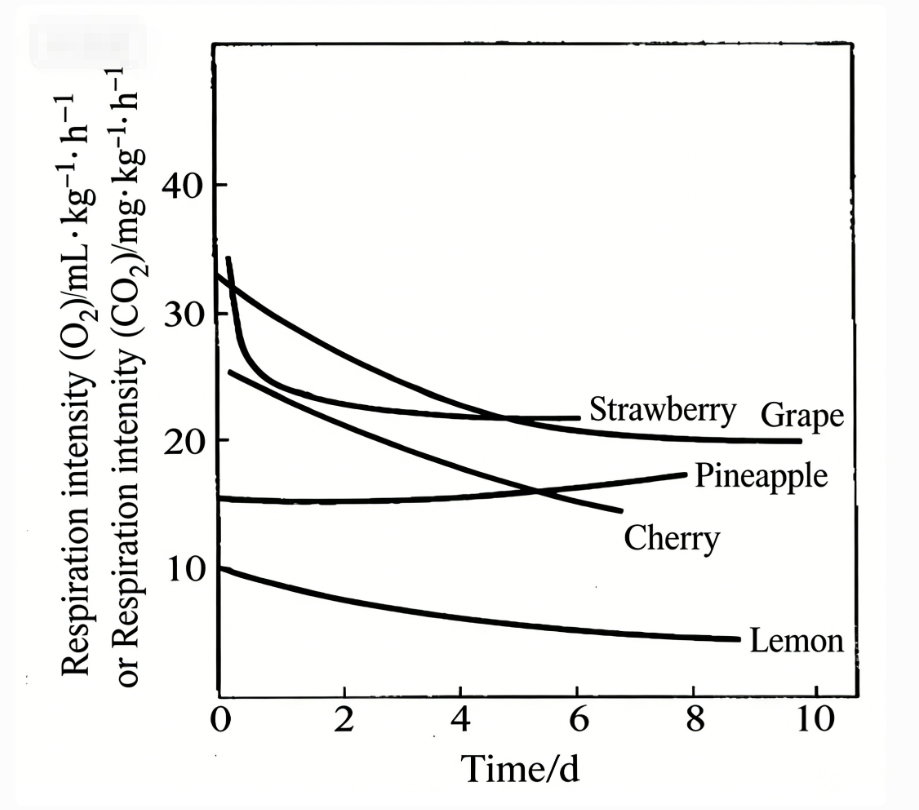 Respiration intensity (O₂)/mL·kg⁻¹·h⁻¹
or Respiration intensity (CO₂)/mg·kg⁻¹·h⁻¹
40
30
20
10
Strawberry
Grape
Pineapple
Cherry
Lemon
0 2 4 6 8 10
Time/d